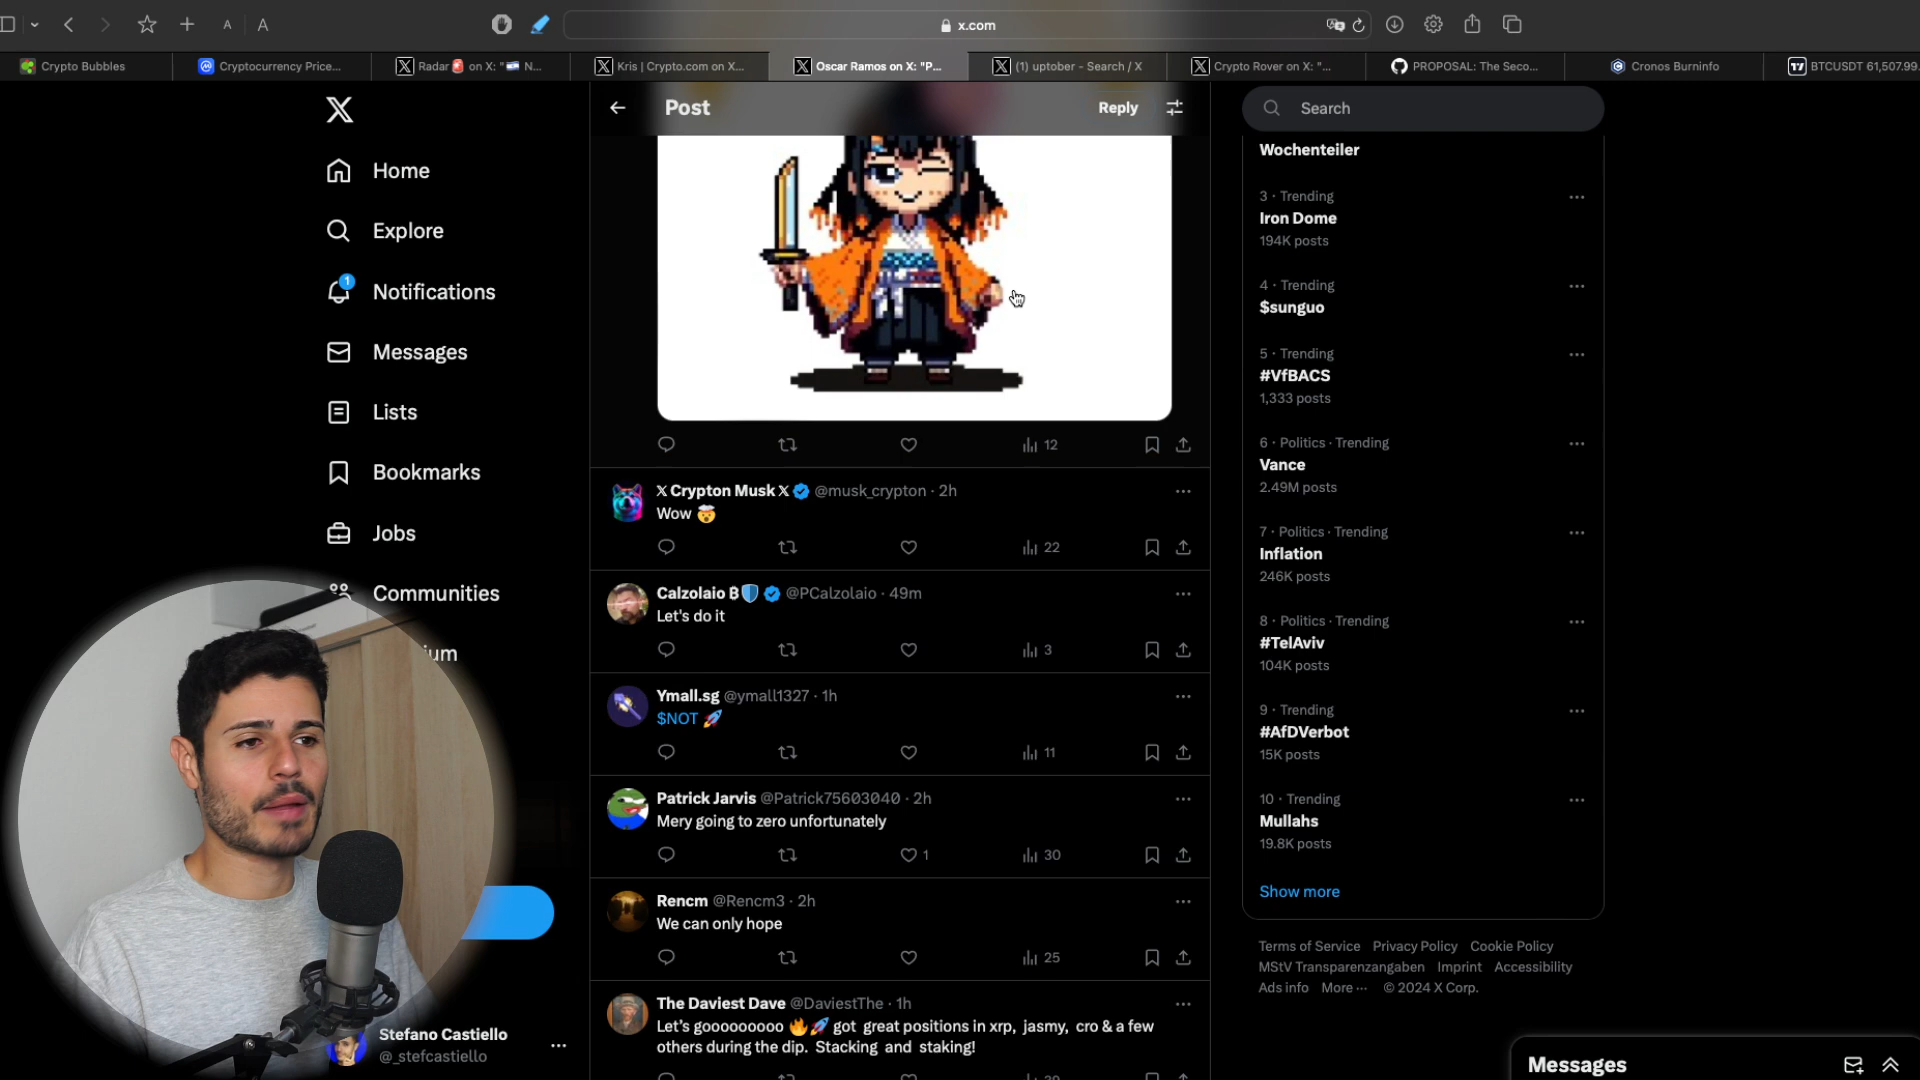 A A
x.com
Crypto Bubbles
Cryptocurrency Price...
Radar🚨 on X: "🇮🇱 N...
Kris | Crypto.com on X...
Oscar Ramos on X: "P...
(1) uptober - Search / X
Crypto Rover on X: "...
PROPOSAL: The Seco...
Cronos Burninfo
BTCUSDT 61,507.99
Home
Explore
1
Notifications
Messages
Lists
Bookmarks
Jobs
Communities
Stefano Castiello
@_stefcastiello
Post
Reply
12
X Crypton Musk X @musk_crypton · 2h
Wow 🤯
22
Calzolaio ₿🛡️ @PCalzolaio · 49m
Let's do it
3
Ymall.sg @ymall1327 · 1h
$NOT 🚀
11
Patrick Jarvis @Patrick75603040 · 2h
Mery going to zero unfortunately
1
30
Rencm @Rencm3 · 2h
We can only hope
25
The Daviest Dave @DaviestThe · 1h
Let's gooooooooo 🔥🚀 got great positions in xrp, jasmy, cro & a few
others during the dip. Stacking and staking!
Search
Wochenteiler
3 · Trending
Iron Dome
194K posts
4 · Trending
$sunguo
5 · Trending
#VfBACS
1,333 posts
6 · Politics · Trending
Vance
2.49M posts
7 · Politics · Trending
Inflation
246K posts
8 · Politics · Trending
#TelAviv
104K posts
9 · Trending
#AfDVerbot
15K posts
10 · Trending
Mullahs
19.8K posts
Show more
Terms of Service Privacy Policy Cookie Policy
MStV Transparenzangaben Imprint Accessibility
Ads info More ··· © 2024 X Corp.
Messages